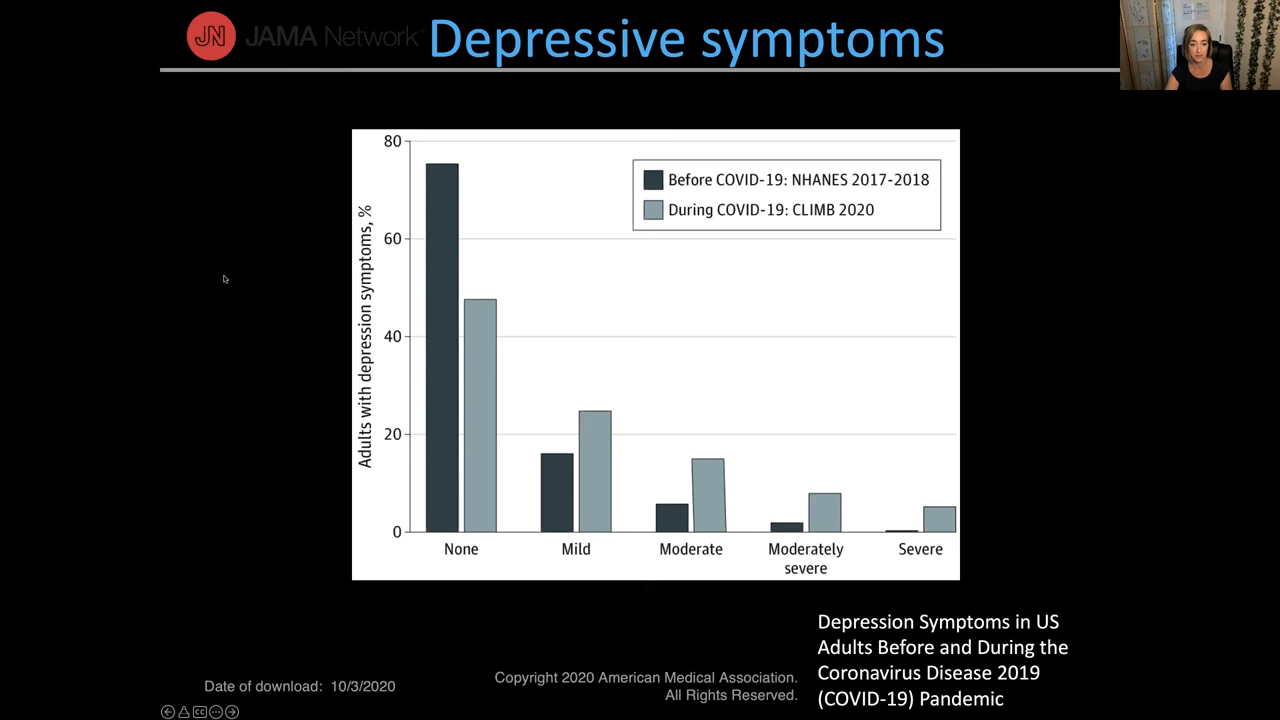 JN JAMA Network
Depressive symptoms
80
60
40
20
0
Adults with depression symptoms, %
Before COVID-19: NHANES 2017-2018
During COVID-19: CLIMB 2020
None
Mild
Moderate
Moderately
severe
Severe
Depression Symptoms in US
Adults Before and During the
Coronavirus Disease 2019
(COVID-19) Pandemic
Copyright 2020 American Medical Association.
All Rights Reserved.
Date of download: 10/3/2020
CC